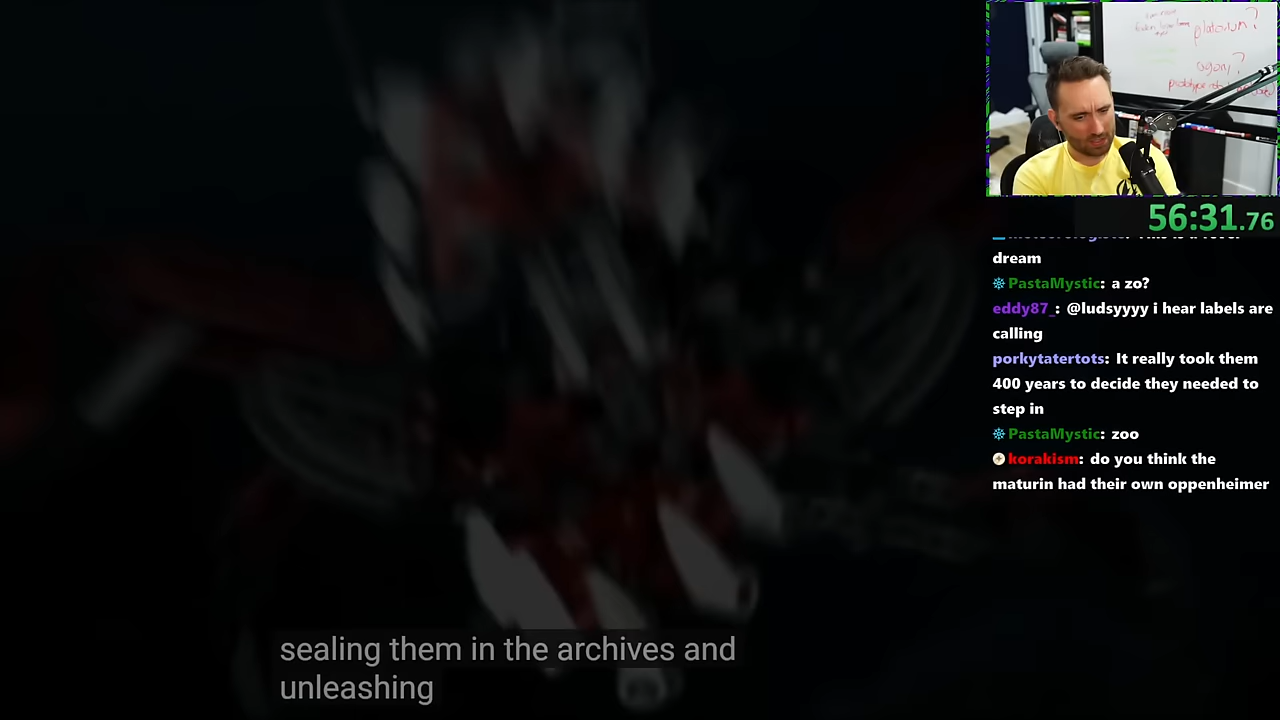 platorun?
agony?
56:31.76
dream
PastaMystic: a zo?
eddy87_: @ludsyyyy i hear labels are
calling
porkytatertots: It really took them
400 years to decide they needed to
step in
PastaMystic: zoo
korakism: do you think the
maturin had their own oppenheimer
sealing them in the archives and
unleashing